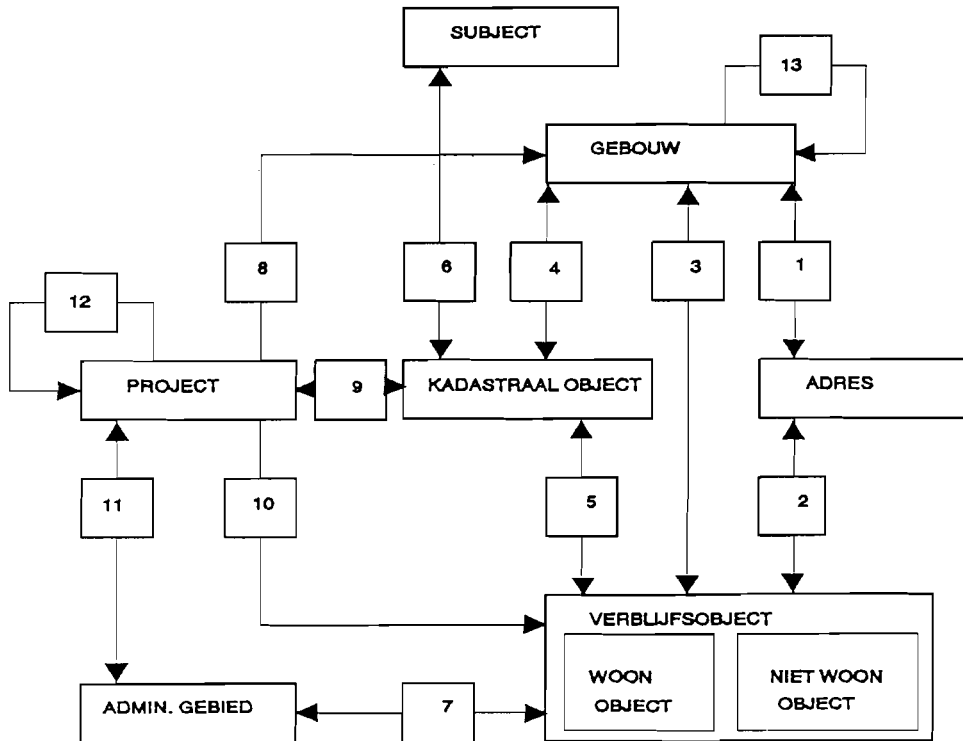 SUBJECT
13
GEBOUW
8
6
4
3
1
12
PROJECT
9
KADASTRAAL OBJECT
ADRES
11
10
5
2
VERBLIJFSOBJECT
WOON
OBJECT
NIET WOON
OBJECT
ADMIN. GEBIED
7